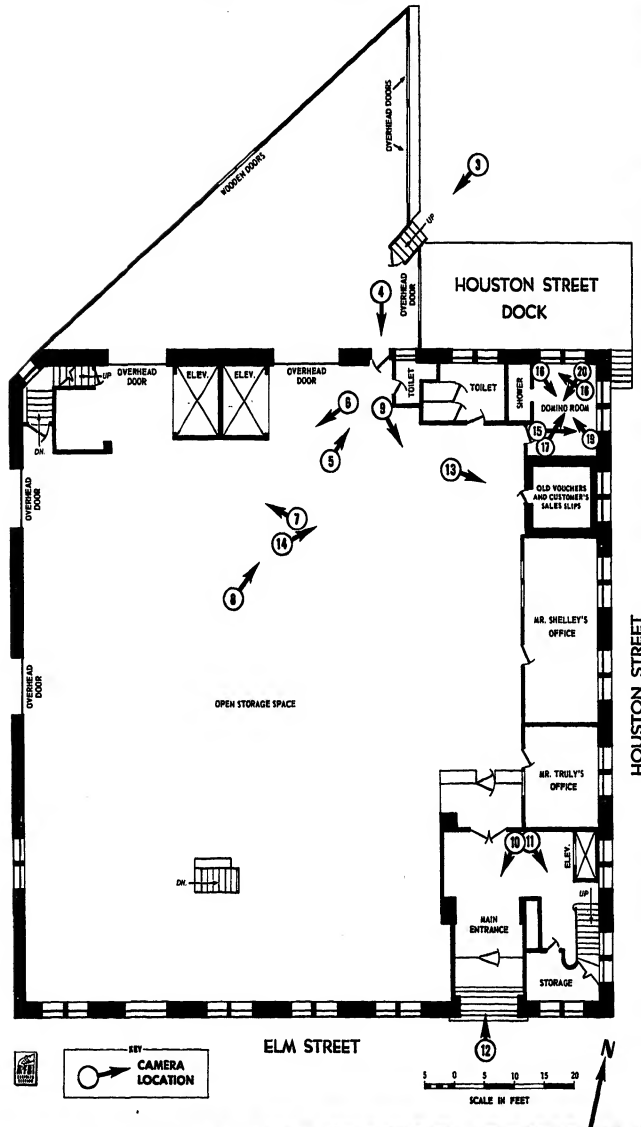 WOODEN DOORS
OVERHEAD DOORS
3
UP
4
OVERHEAD
DOOR
HOUSTON STREET
DOCK
UP
OVERHEAD
DOOR
ELEV.
ELEV.
OVERHEAD
DOOR
TOILET
TOILET
SHOWER
16
20
18
DOMINO ROOM
15
17
19
DN.
6
9
5
13
OLD VOUCHERS
AND CUSTOMER'S
SALES SLIPS
OVERHEAD
DOOR
7
14
8
MR. SHELLEY'S
OFFICE
HOUSTON STREET
OVERHEAD
DOOR
OPEN STORAGE SPACE
MR. TRULY'S
OFFICE
10
11
ELEV.
DN.
UP
MAIN
ENTRANCE
STORAGE
KEY
CAMERA
LOCATION
ELM STREET
12
N
5 0 5 10 15 20
SCALE IN FEET